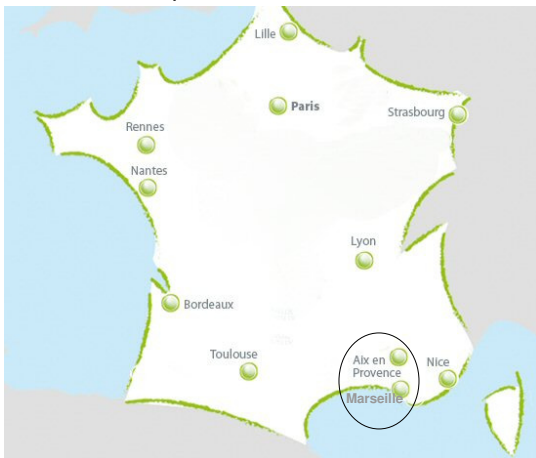 Lille
Paris
Strasbourg
Rennes
Nantes
Lyon
Bordeaux
Toulouse
Aix en
Provence
Nice
Marseille